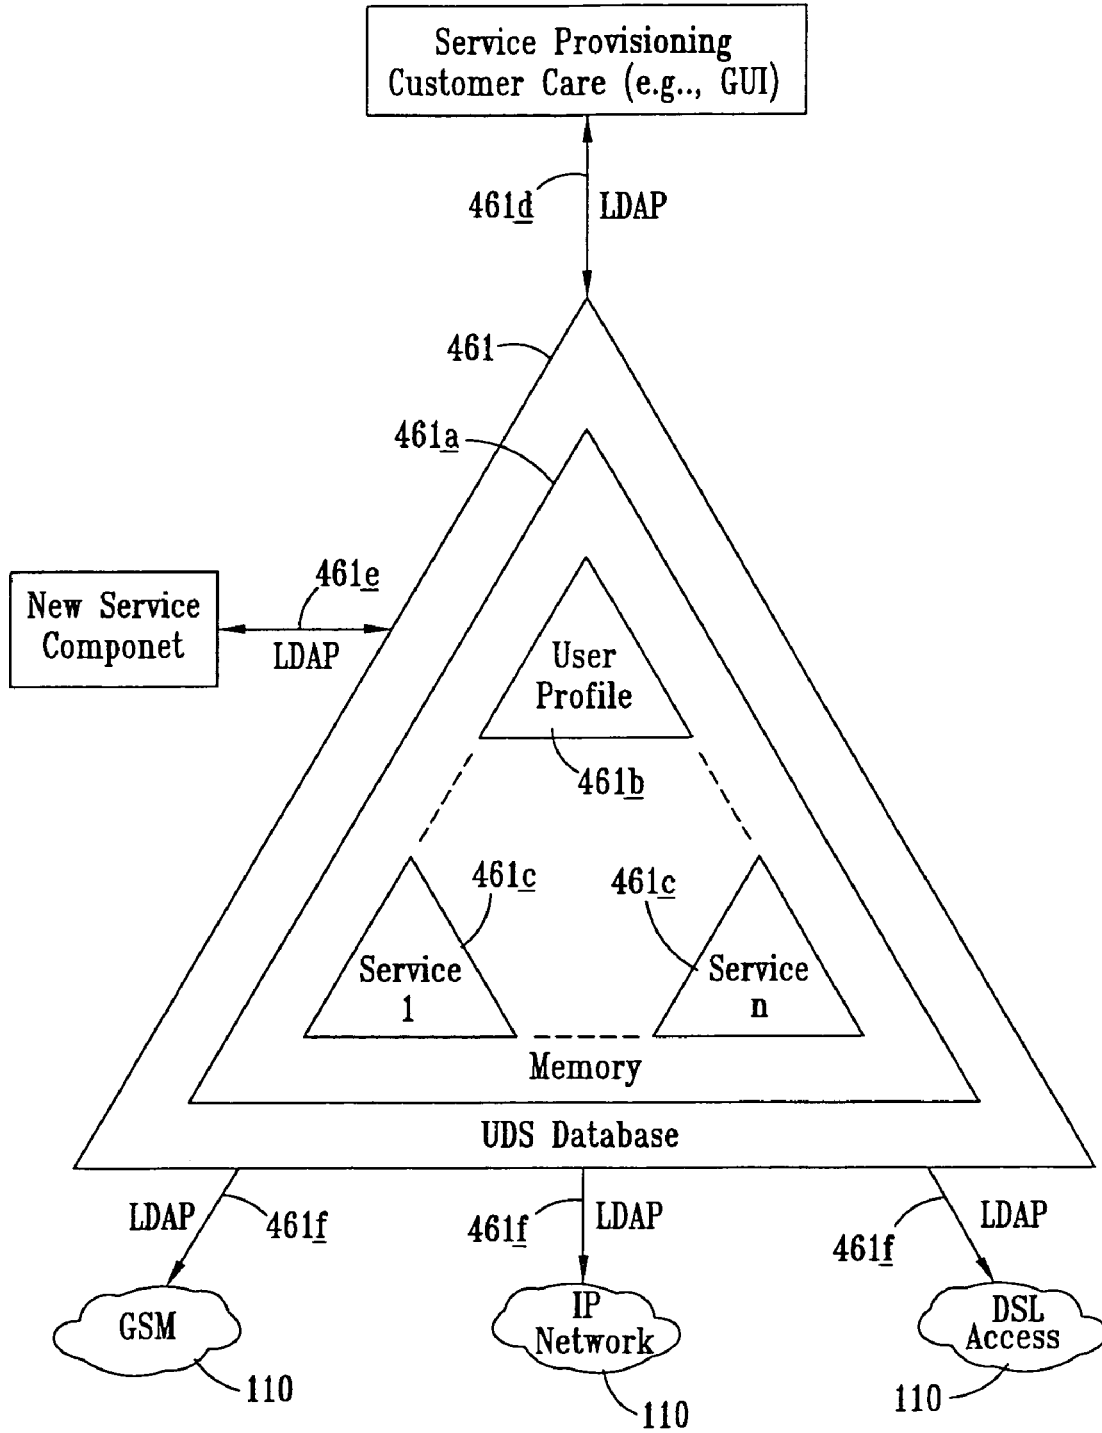 Service Provisioning
Customer Care (e.g.., GUI)
461d
LDAP
461
461a
461e
New Service
Componet
LDAP
User
Profile
461b
461c
461c
Service
1
Service
n
Memory
UDS Database
LDAP
461f
461f
LDAP
461f
LDAP
GSM
IP
Network
DSL
Access
110
110
110